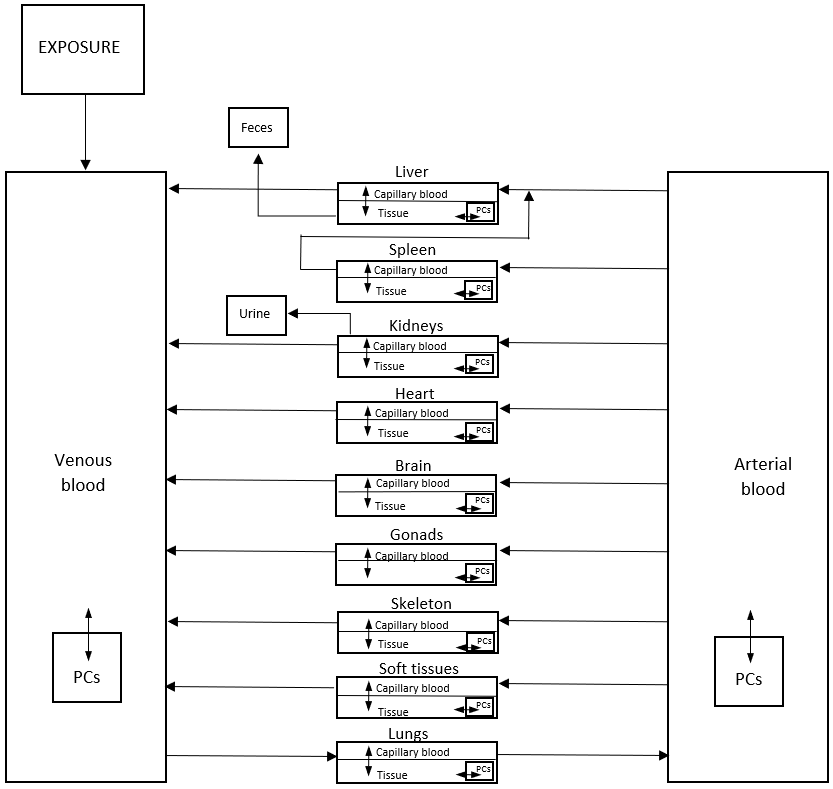 EXPOSURE
Feces
Liver
Capillary blood
Tissue
PCs
Spleen
Capillary blood
Tissue
PCs
Urine
Kidneys
Capillary blood
Tissue
PCs
Heart
Capillary blood
Tissue
PCs
Brain
Capillary blood
Tissue
PCs
Gonads
Capillary blood
PCs
Skeleton
Capillary blood
Tissue
PCs
Soft tissues
Capillary blood
Tissue
PCs
Lungs
Capillary blood
Tissue
PCs
Venous
blood
PCs
Arterial
blood
PCs